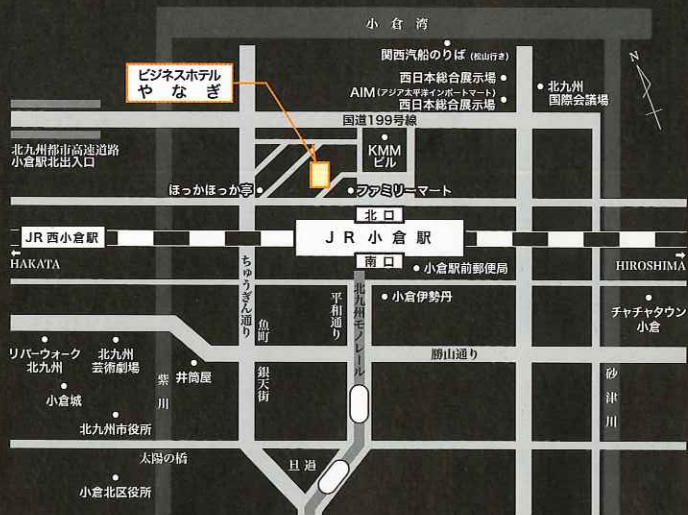 小倉湾
関西汽船のりば (松山行き)
西日本総合展示場
AIM(アジア太平洋インポートマート)
西日本総合展示場
北九州
国際会議場
N
ビジネスホテル
やなぎ
国道199号線
北九州都市高速道路
小倉駅北出入口
KMM
ビル
ほっかほっか亭
ファミリーマート
北口
JR西小倉駅
JR小倉駅
南口
HAKATA
HIROSHIMA
小倉駅前郵便局
小倉伊勢丹
チャチャタウン
小倉
ちゅうぎん通り
平和通り
北九州モノレール
魚町
銀天街
勝山通り
リバーウォーク
北九州
北九州
芸術劇場
井筒屋
紫川
小倉城
北九州市役所
砂津川
太陽の橋
旦過
小倉北区役所